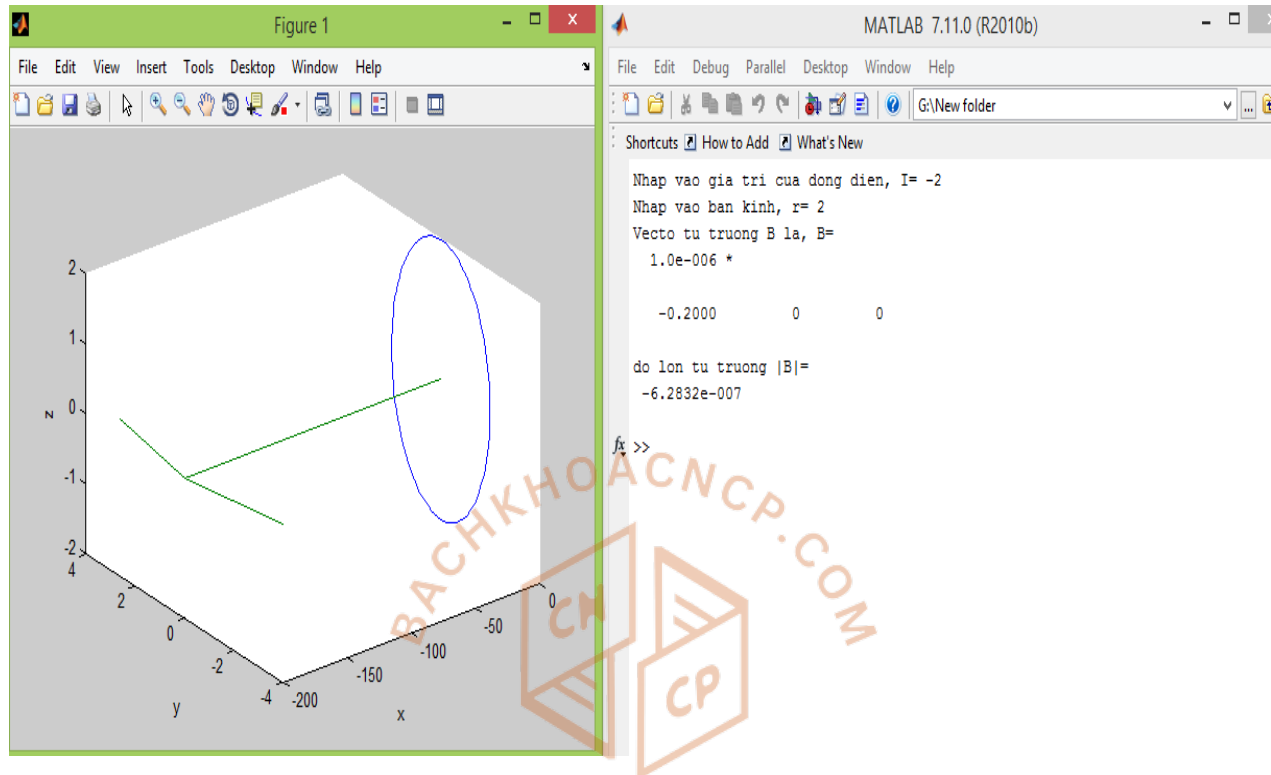 Figure 1
File Edit View Insert Tools Desktop Window Help
2
1
0
-1
-2
z
4
2
0
-2
-4
y
-200
-150
-100
-50
0
x
MATLAB 7.11.0 (R2010b)
File Edit Debug Parallel Desktop Window Help
G:\New folder
...
Shortcuts How to Add What's New
Nhap vao gia tri cua dong dien, I= -2
Nhap vao ban kinh, r= 2
Vecto tu truong B la, B=
1.0e-006 *
-0.2000 0 0
do lon tu truong |B|=
-6.2832e-007
fx >>
BACHKHOACNCP.COM
CN
CP